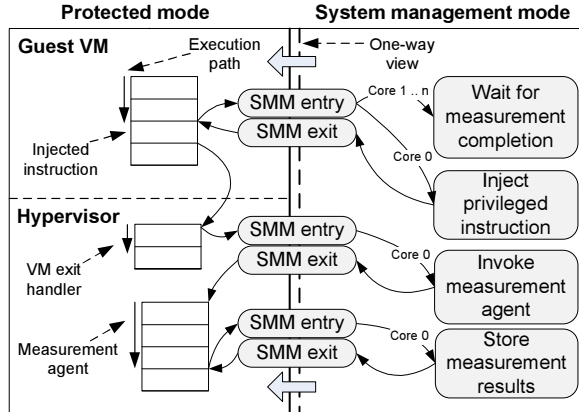 Protected mode
System management mode
Guest VM
Execution
path
One-way
view
Injected
instruction
SMM entry
SMM exit
Core 1 .. n
Core 0
Wait for
measurement
completion
Inject
privileged
instruction
Hypervisor
VM exit
handler
SMM entry
SMM exit
Core 0
Invoke
measurement
agent
Measurement
agent
SMM entry
SMM exit
Core 0
Store
measurement
results